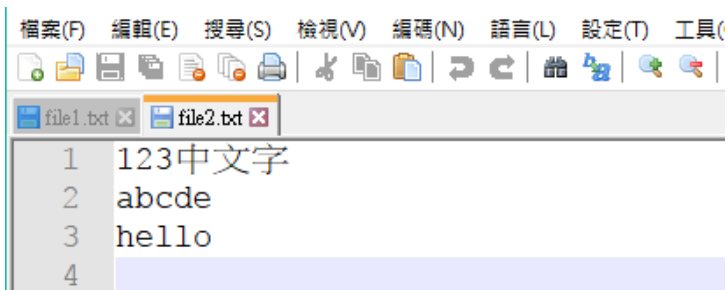 檔案(F) 編輯(E) 搜尋(S) 檢視(V) 編碼(N) 語言(L) 設定(T) 工具(
file1.txt file2.txt
1 123中文字
2 abcde
3 hello
4